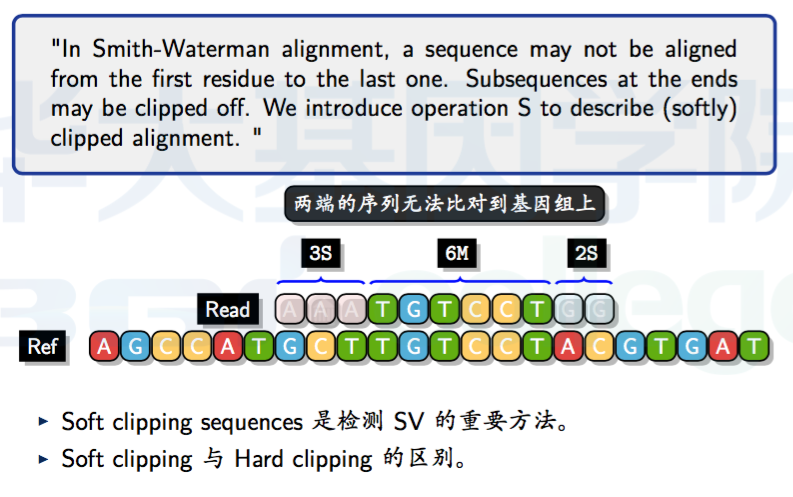 "In Smith-Waterman alignment, a sequence may not be aligned
from the first residue to the last one. Subsequences at the ends
may be clipped off. We introduce operation S to describe (softly)
clipped alignment. "
两端的序列无法比对到基因组上
3S 6M 2S
Read A A A T G T C C T G G
Ref A G C C A T G C T T G T C C T A C G T G A T
▸ Soft clipping sequences 是检测 SV 的重要方法。
▸ Soft clipping 与 Hard clipping 的区别。